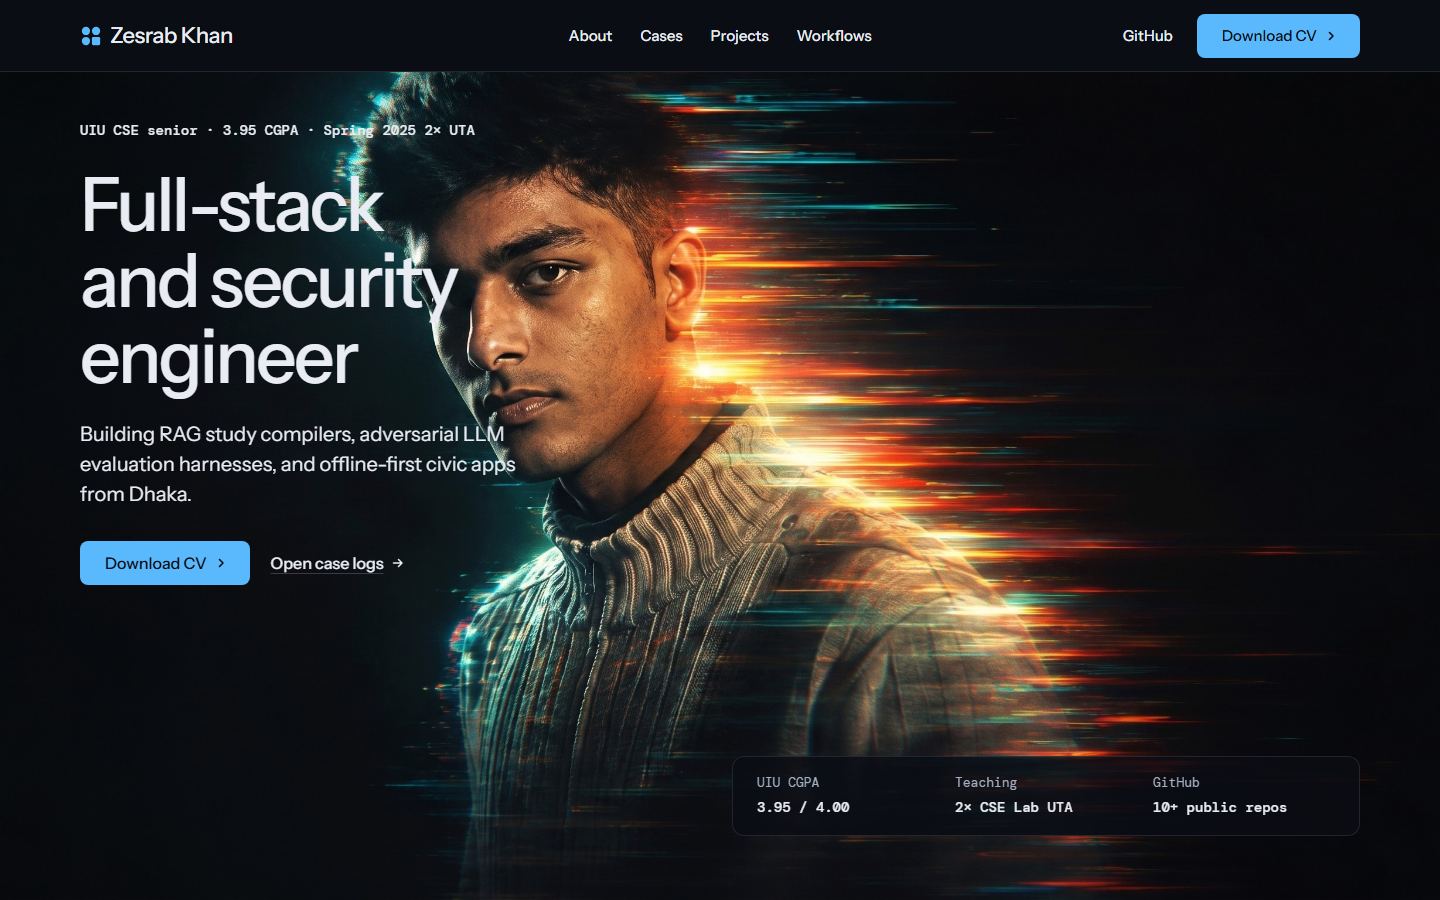 Zesrab Khan
About
Cases
Projects
Workflows
GitHub
Download CV
UIU CSE senior · 3.95 CGPA · Spring 2025 2× UTA
Full-stack
and security
engineer
Building RAG study compilers, adversarial LLM
evaluation harnesses, and offline-first civic apps
from Dhaka.
Download CV
Open case logs
UIU CGPA
3.95 / 4.00
Teaching
2× CSE Lab UTA
GitHub
10+ public repos